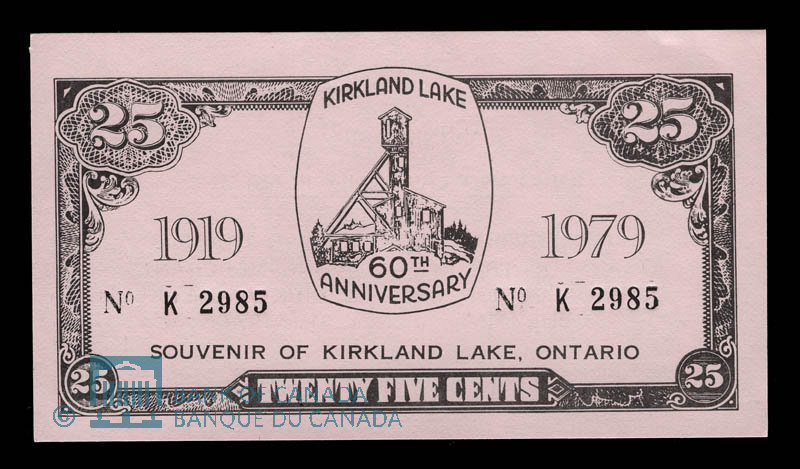 25 25
KIRKLAND LAKE
1919 1979
60TH
ANNIVERSARY
Nº K 2985 Nº K 2985
SOUVENIR OF KIRKLAND LAKE, ONTARIO
25 TWENTY FIVE CENTS 25
© BANK OF CANADA
BANQUE DU CANADA